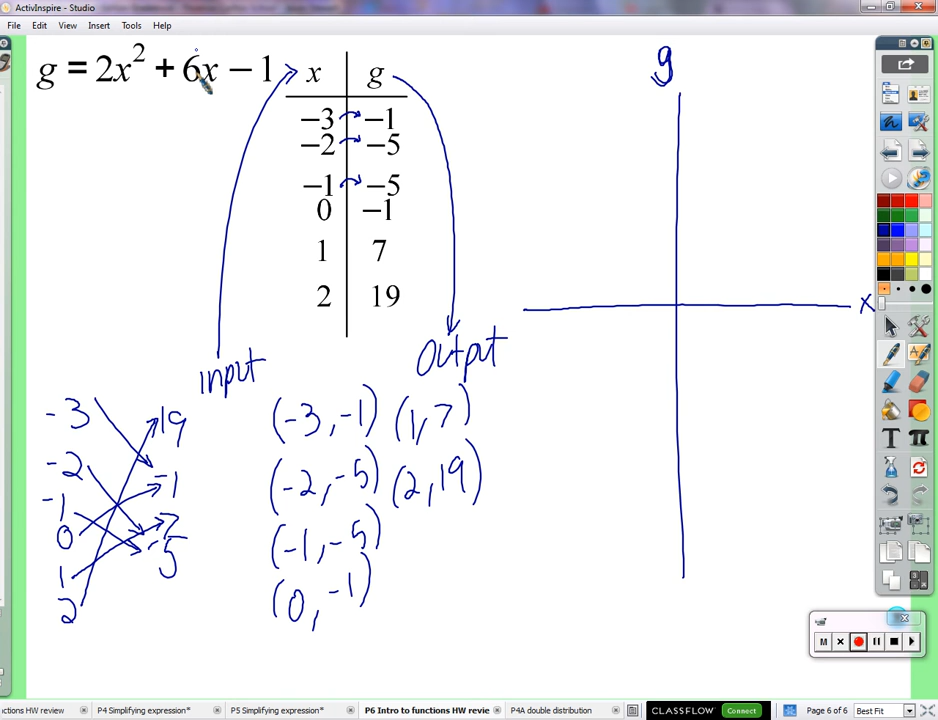 ActivInspire - Studio
File Edit View Insert Tools Help
g = 2x² + 6x − 1
x g
−3 −1
−2 −5
−1 −5
0 −1
1 7
2 19
g
x
Input
Output
-3
-2
-1
0
1
2
19
-1
7
-5
(-3, -1) (1, 7)
(-2, -5) (2, 19)
(-1, -5)
(0, -1)
T π
M
ctions HW revie P4 Simplifying expression* P5 Simplifying expression* P6 Intro to functions HW revie P4A double distribution CLASSFLOW Connect Page 6 of 6 Best Fit